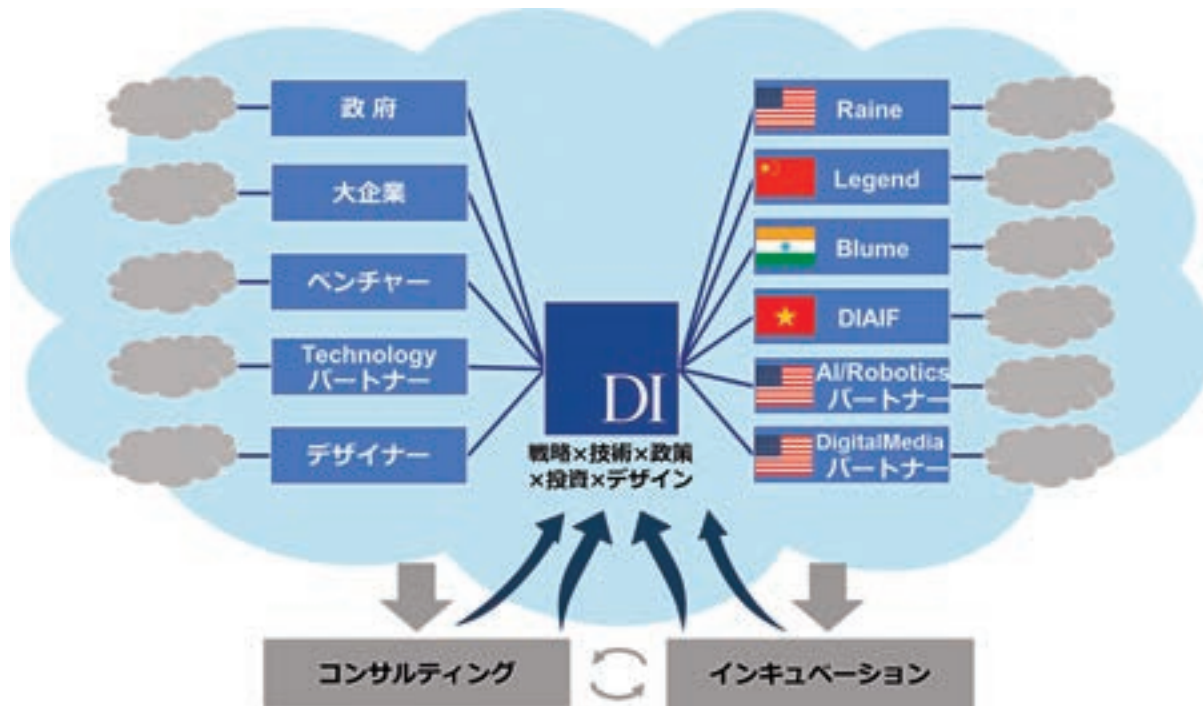 政府
大企業
ベンチャー
Technology
パートナー
デザイナー
Raine
Legend
Blume
DIAIF
AI/Robotics
パートナー
DigitalMedia
パートナー
DI
戦略×技術×政策
×投資×デザイン
コンサルティング
インキュベーション